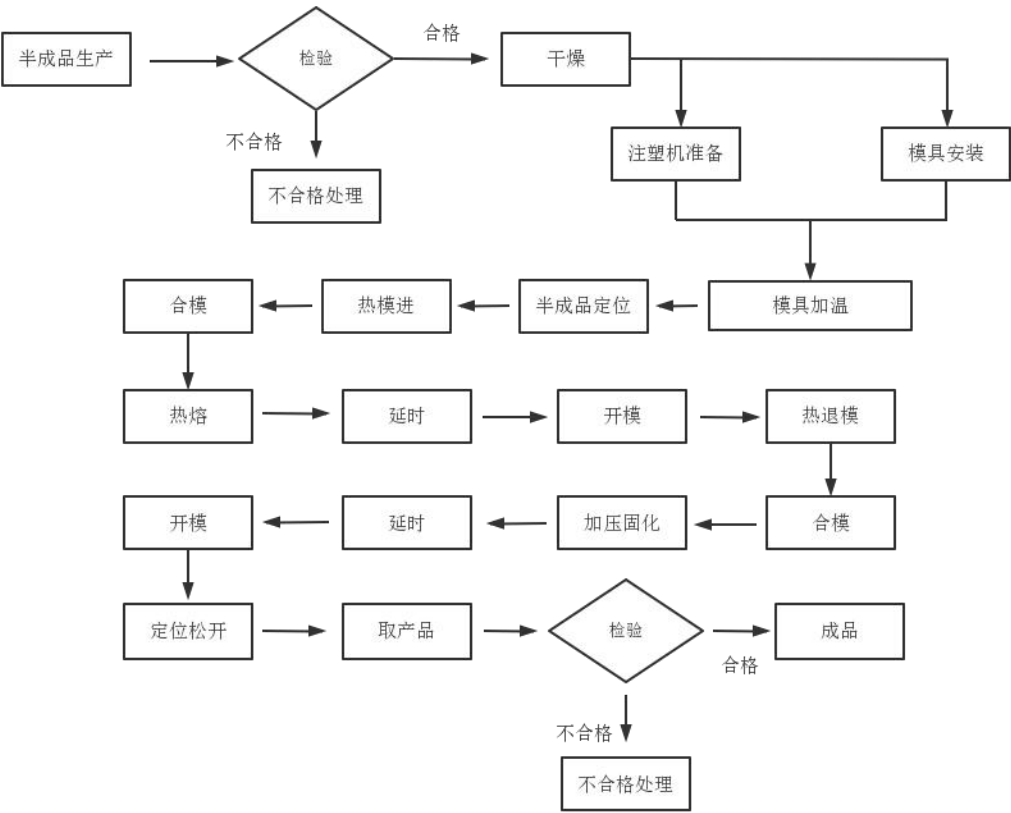 半成品生产
检验
合格
干燥
不合格
不合格处理
注塑机准备
模具安装
合模
热模进
半成品定位
模具加温
热熔
延时
开模
热退模
开模
延时
加压固化
合模
定位松开
取产品
检验
合格
成品
不合格
不合格处理